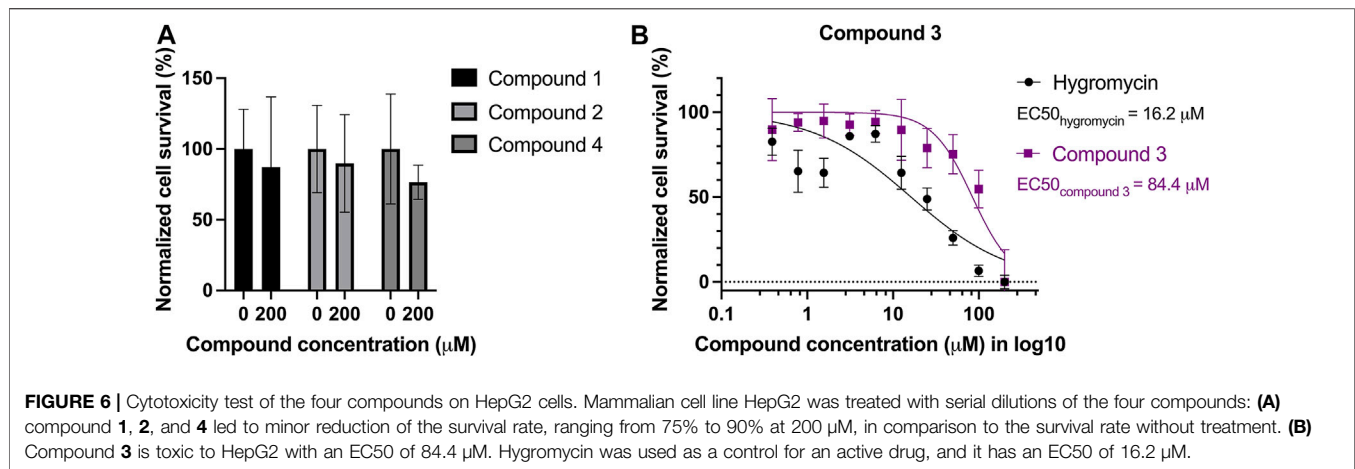 A
Normalized cell survival (%)
150
100
50
0
0 200 0 200 0 200
Compound concentration (μM)
Compound 1
Compound 2
Compound 4
B
Compound 3
Normalized cell survival (%)
100
50
0
0.1 1 10 100
Compound concentration (μM) in log10
Hygromycin
EC50hygromycin = 16.2 μM
Compound 3
EC50compound 3 = 84.4 μM
FIGURE 6 | Cytotoxicity test of the four compounds on HepG2 cells. Mammalian cell line HepG2 was treated with serial dilutions of the four compounds: (A)
compound 1, 2, and 4 led to minor reduction of the survival rate, ranging from 75% to 90% at 200 μM, in comparison to the survival rate without treatment. (B)
Compound 3 is toxic to HepG2 with an EC50 of 84.4 μM. Hygromycin was used as a control for an active drug, and it has an EC50 of 16.2 μM.